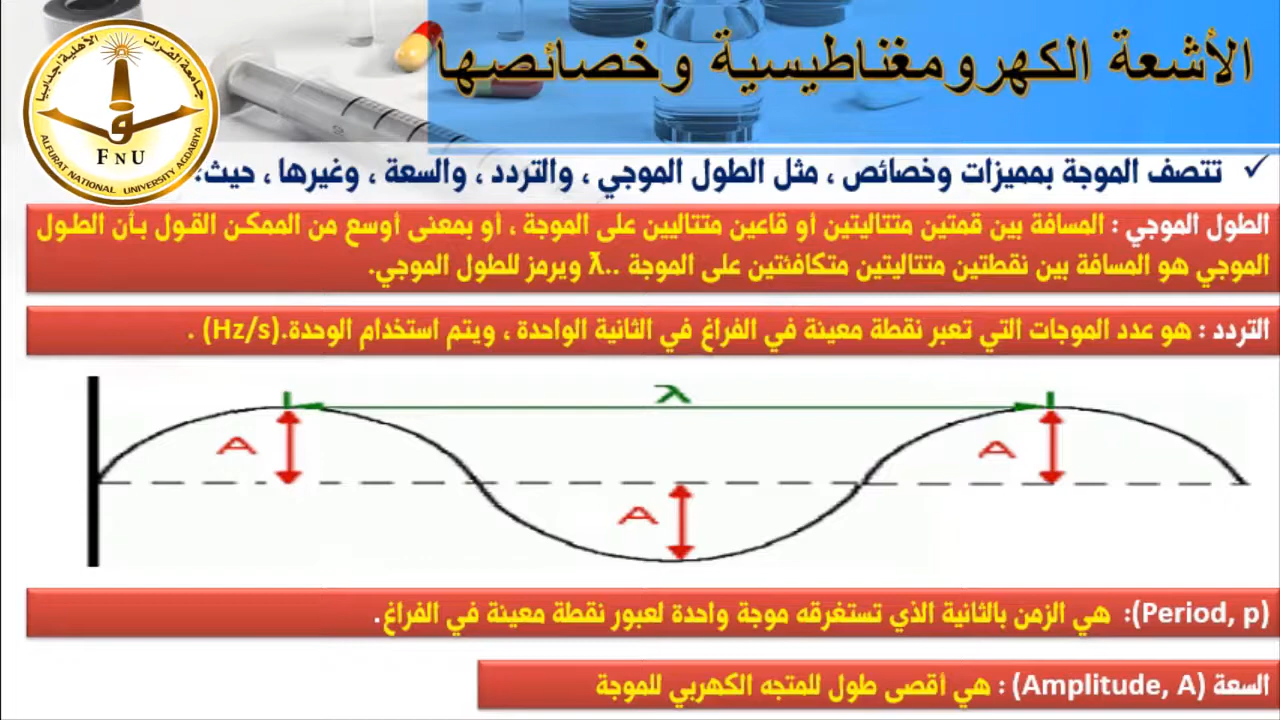 جامعة الفرات الأهلية اجدابيا
FNU
ALFURAT NATIONAL UNIVERSITY AGDABIYA
الأشعة الكهرومغناطيسية وخصائصها
✓ تتصف الموجة بمميزات وخصائص ، مثل الطول الموجي ، والتردد ، والسعة ، وغيرها ، حيث:
الطول الموجي : المسافة بين قمتين متتاليتين أو قاعين متتاليين على الموجة ، أو بمعنى أوسع من الممكن القول بأن الطول
الموجي هو المسافة بين نقطتين متتاليتين متكافئتين على الموجة ..λ ويرمز للطول الموجي.
التردد : هو عدد الموجات التي تعبر نقطة معينة في الفراغ في الثانية الواحدة ، ويتم استخدام الوحدة.(Hz/s) .
λ
A
A
A
(Period, p): هي الزمن بالثانية الذي تستغرقه موجة واحدة لعبور نقطة معينة في الفراغ.
السعة (Amplitude, A) : هي أقصى طول للمتجه الكهربي للموجة